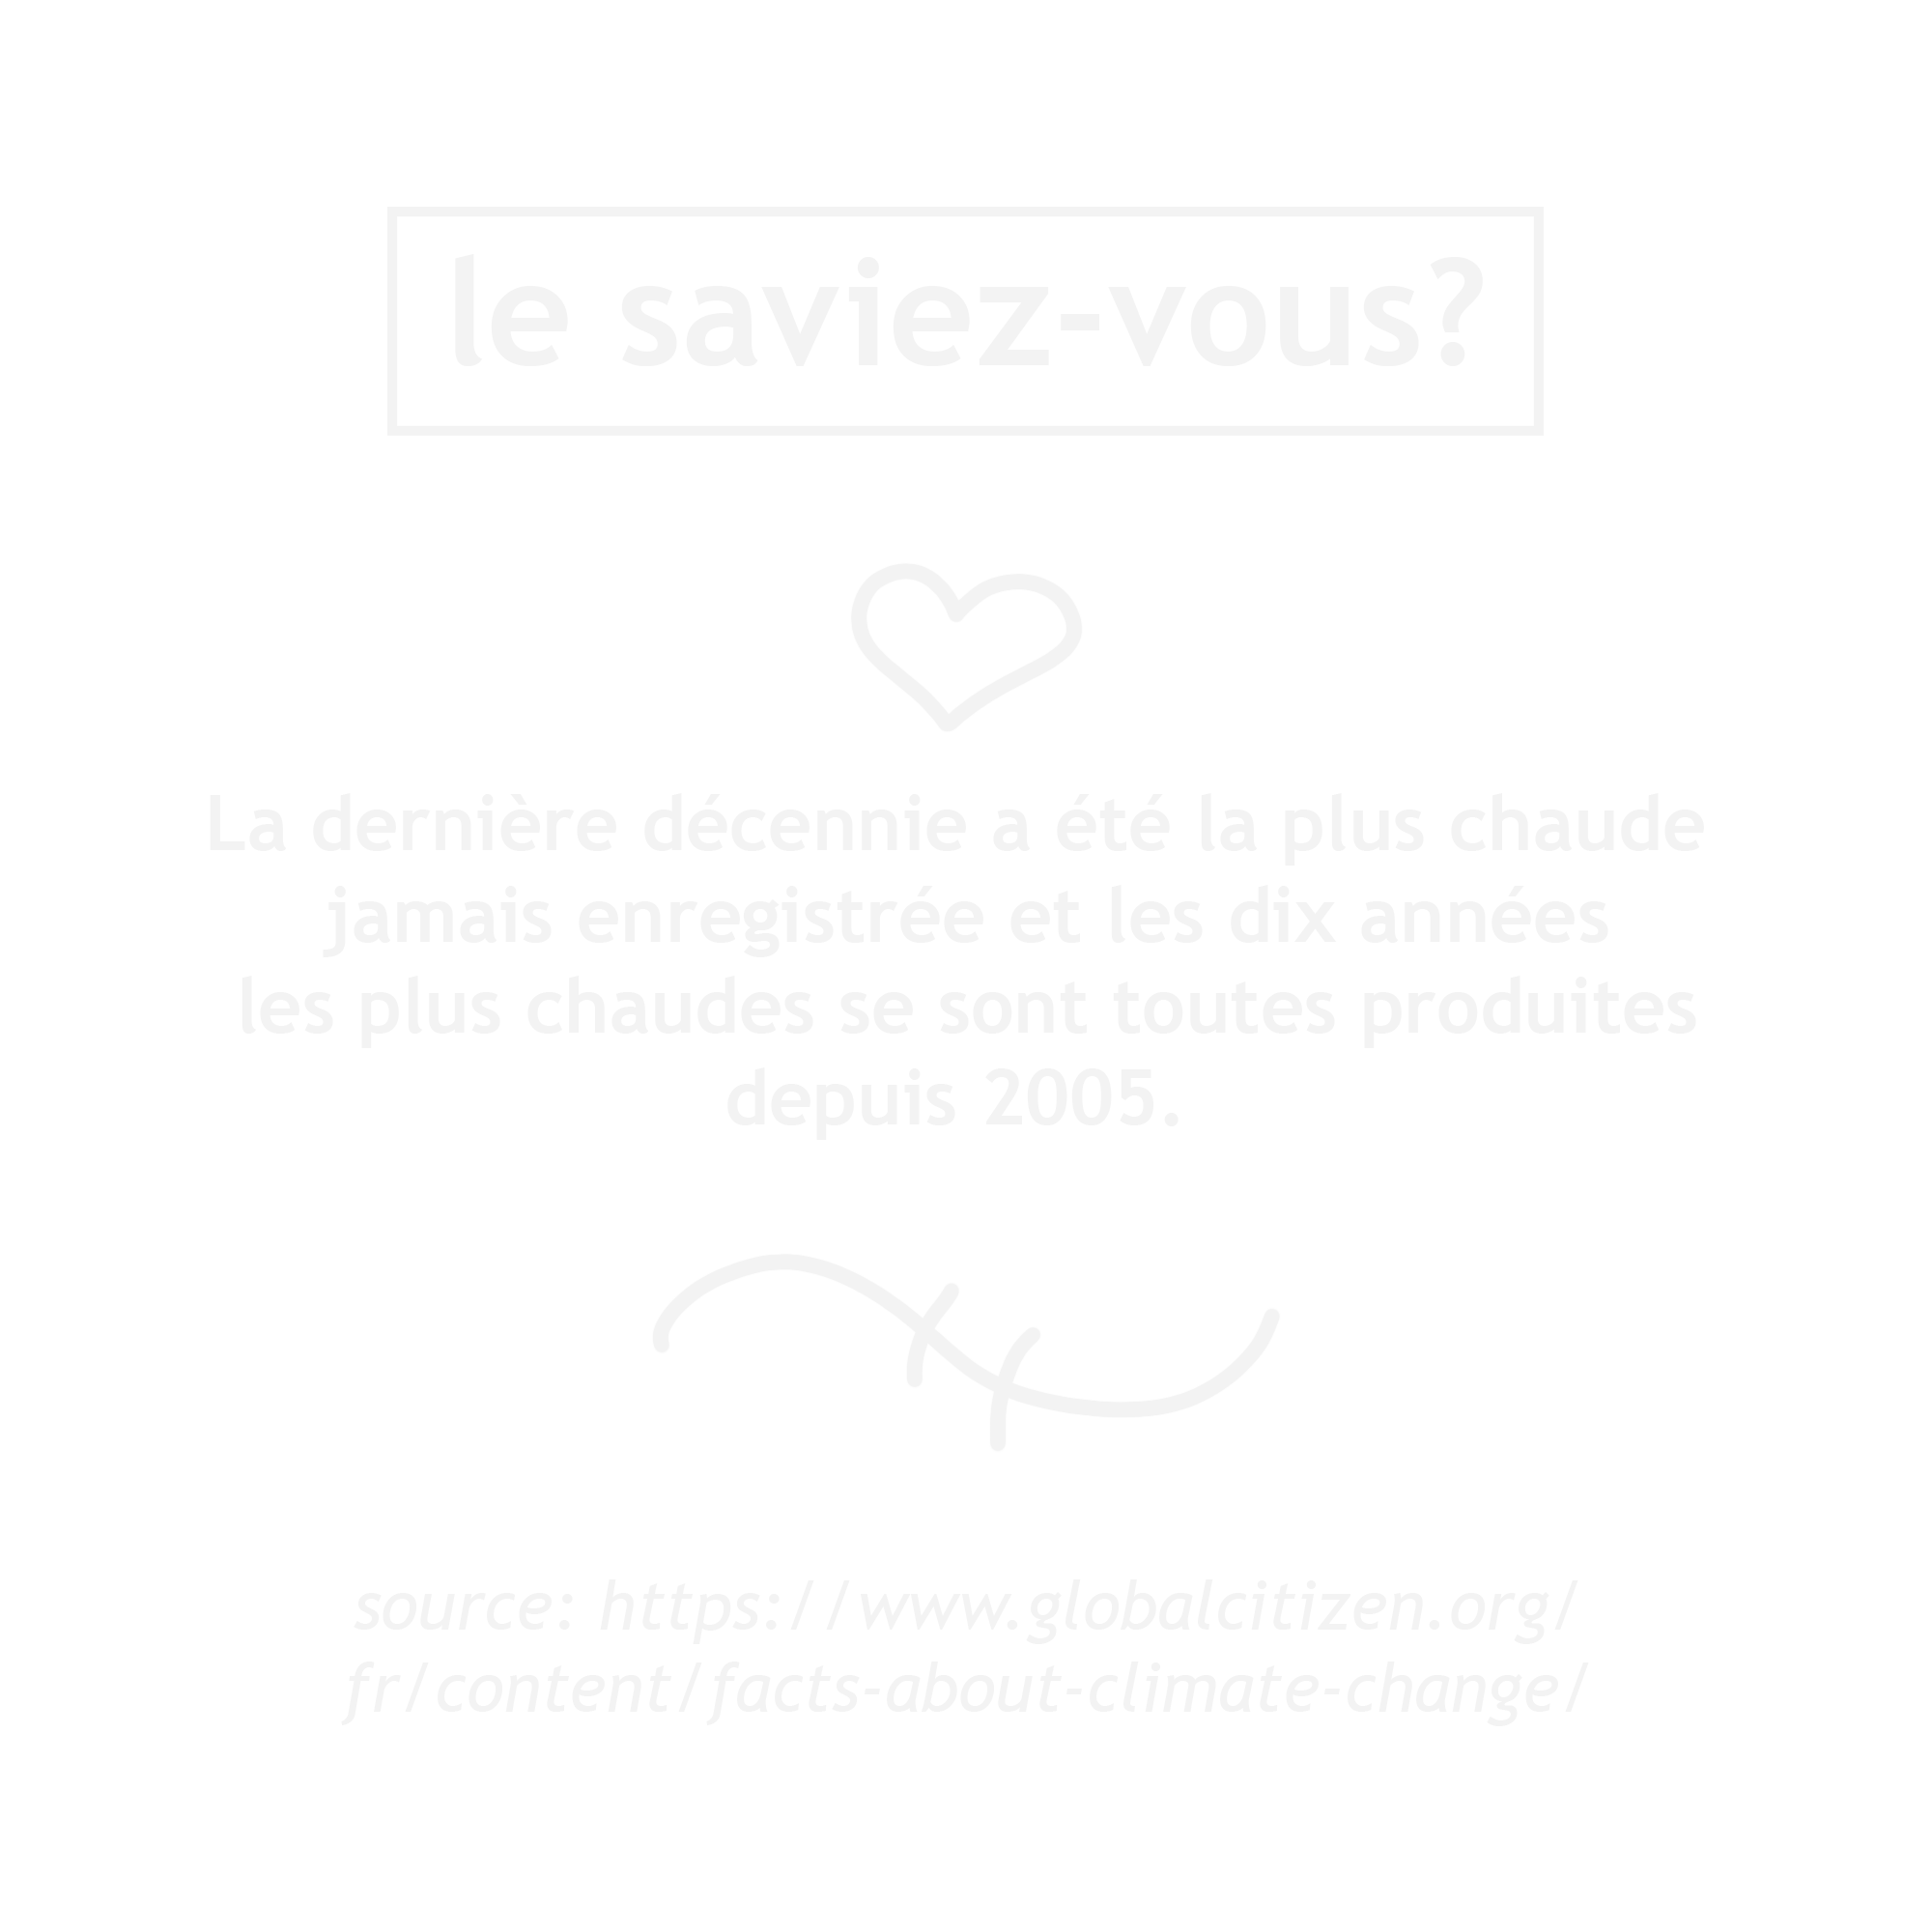 le saviez-vous?
La dernière décennie a été la plus chaude
jamais enregistrée et les dix années
les plus chaudes se sont toutes produites
depuis 2005.
source: https://www.globalcitizen.org/
fr/content/facts-about-climate-change/